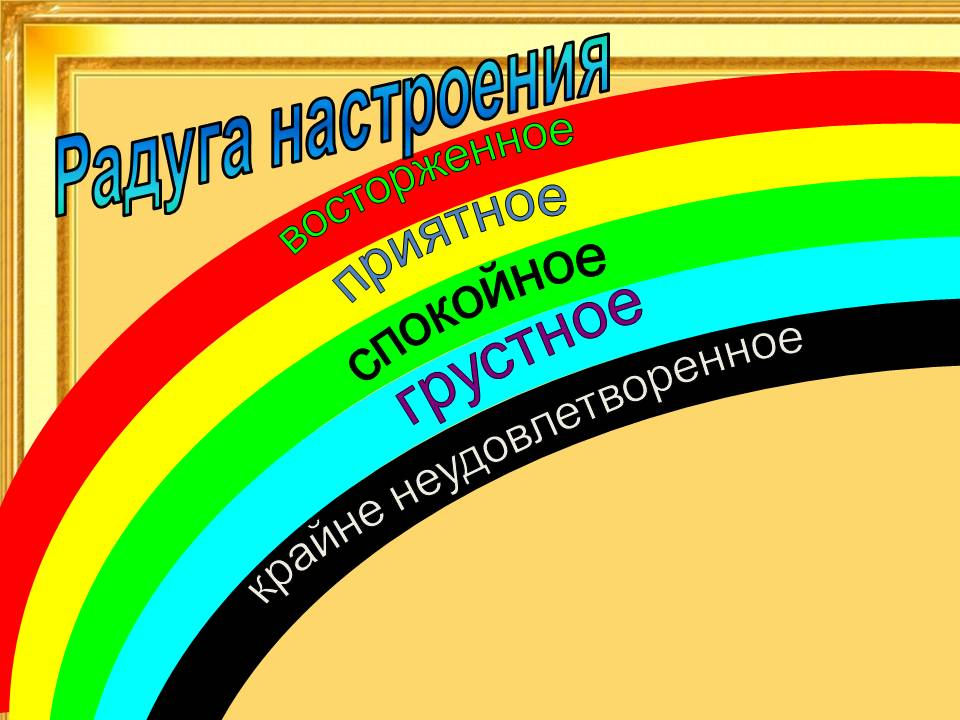 Радуга настроения
восторженное
приятное
спокойное
грустное
крайне неудовлетворенное